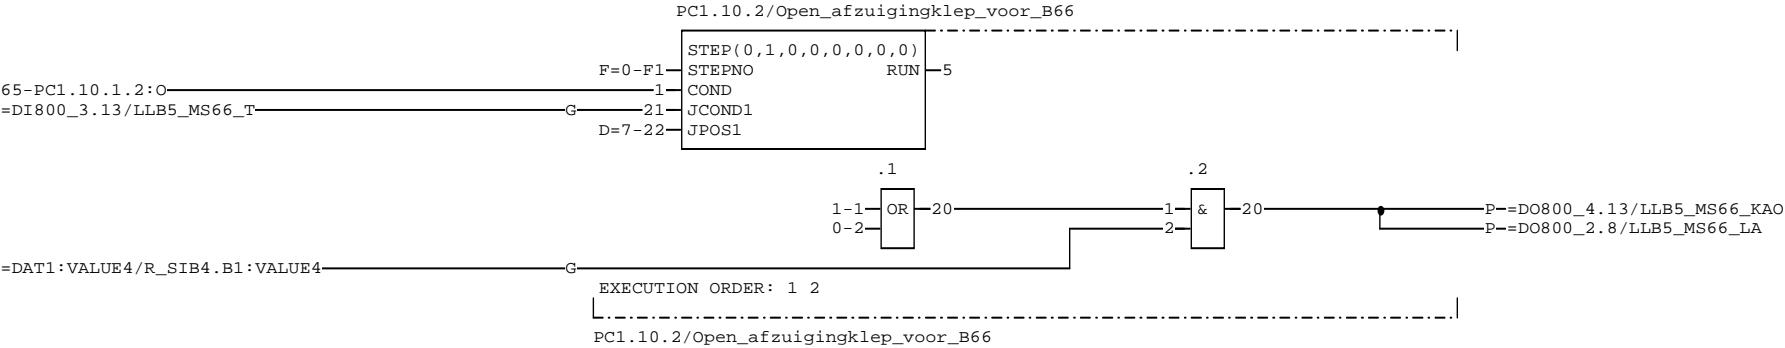 PC1.10.2/Open_afzuigingklep_voor_B66
STEP(0,1,0,0,0,0,0,0)
F=0-F1 STEPNO RUN 5
65-PC1.10.1.2:O 1 COND
=DI800_3.13/LLB5_MS66_T G 21 JCOND1
D=7-22 JPOS1
.1 .2
1-1 OR 20 1 & 20 P =DO800_4.13/LLB5_MS66_KAO
0-2 2 P =DO800_2.8/LLB5_MS66_LA
=DAT1:VALUE4/R_SIB4.B1:VALUE4 G
EXECUTION ORDER: 1 2
PC1.10.2/Open_afzuigingklep_voor_B66